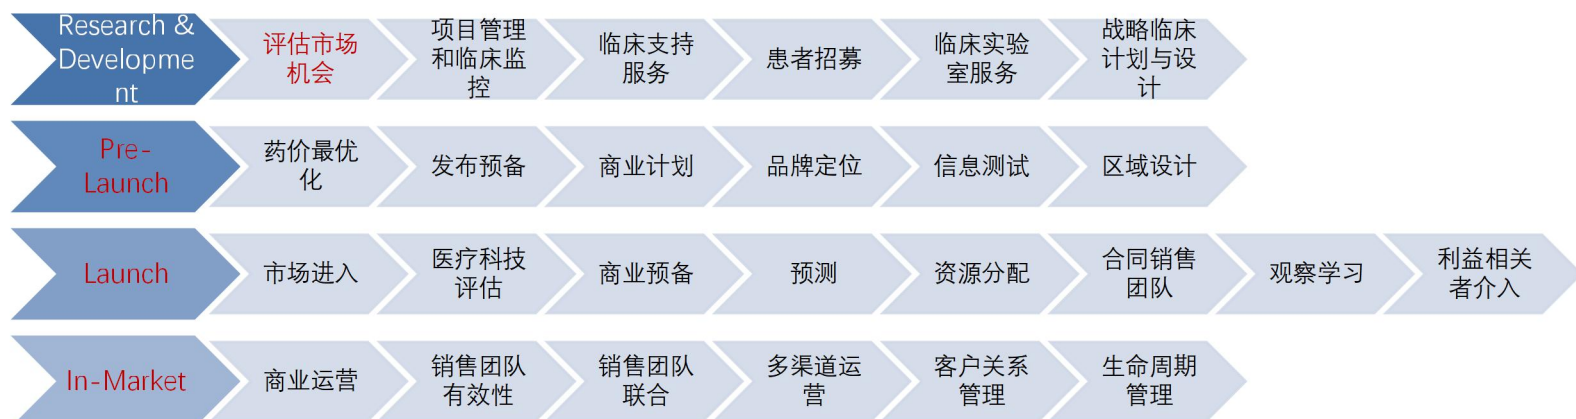 Research &
Developme
nt
评估市场
机会
项目管理
和临床监
控
临床支持
服务
患者招募
临床实验
室服务
战略临床
计划与设
计
Pre-
Launch
药价最优
化
发布预备
商业计划
品牌定位
信息测试
区域设计
Launch
市场进入
医疗科技
评估
商业预备
预测
资源分配
合同销售
团队
观察学习
利益相关
者介入
In-Market
商业运营
销售团队
有效性
销售团队
联合
多渠道运
营
客户关系
管理
生命周期
管理